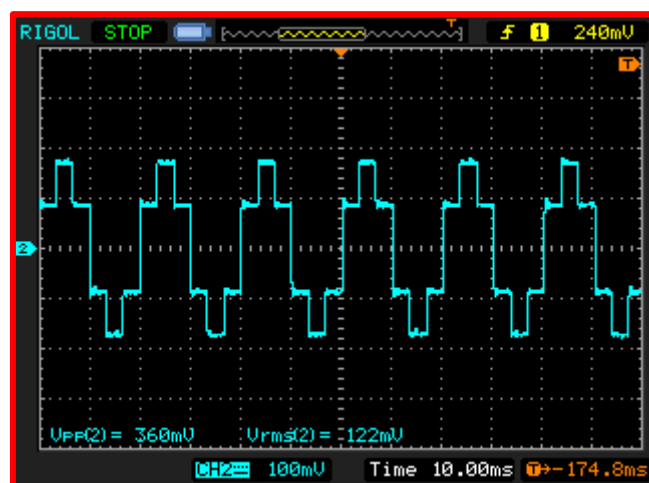 RIGOL STOP T f 1 240mV
T
2
Vpp(2)= 360mV Vrms(2)= 122mV
CH2 100mV Time 10.00ms T→-174.8ms